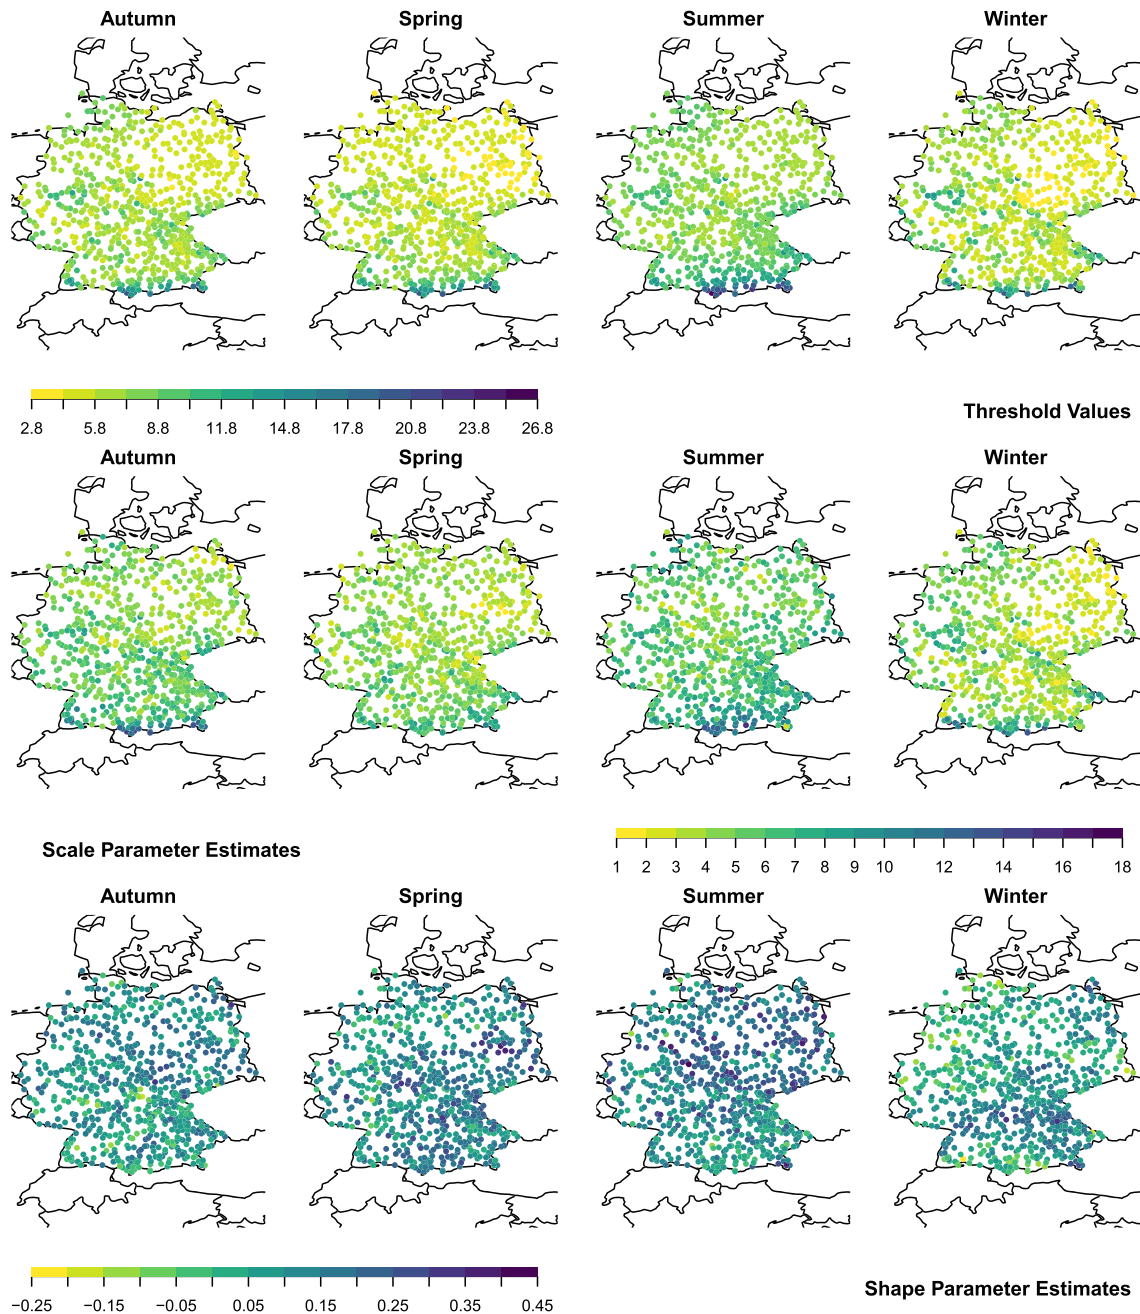 Autumn Spring Summer Winter
2.8 5.8 8.8 11.8 14.8 17.8 20.8 23.8 26.8
Threshold Values
Autumn Spring Summer Winter
Scale Parameter Estimates
1 2 3 4 5 6 7 8 9 10 12 14 16 18
Autumn Spring Summer Winter
−0.25 −0.15 −0.05 0.05 0.15 0.25 0.35 0.45
Shape Parameter Estimates